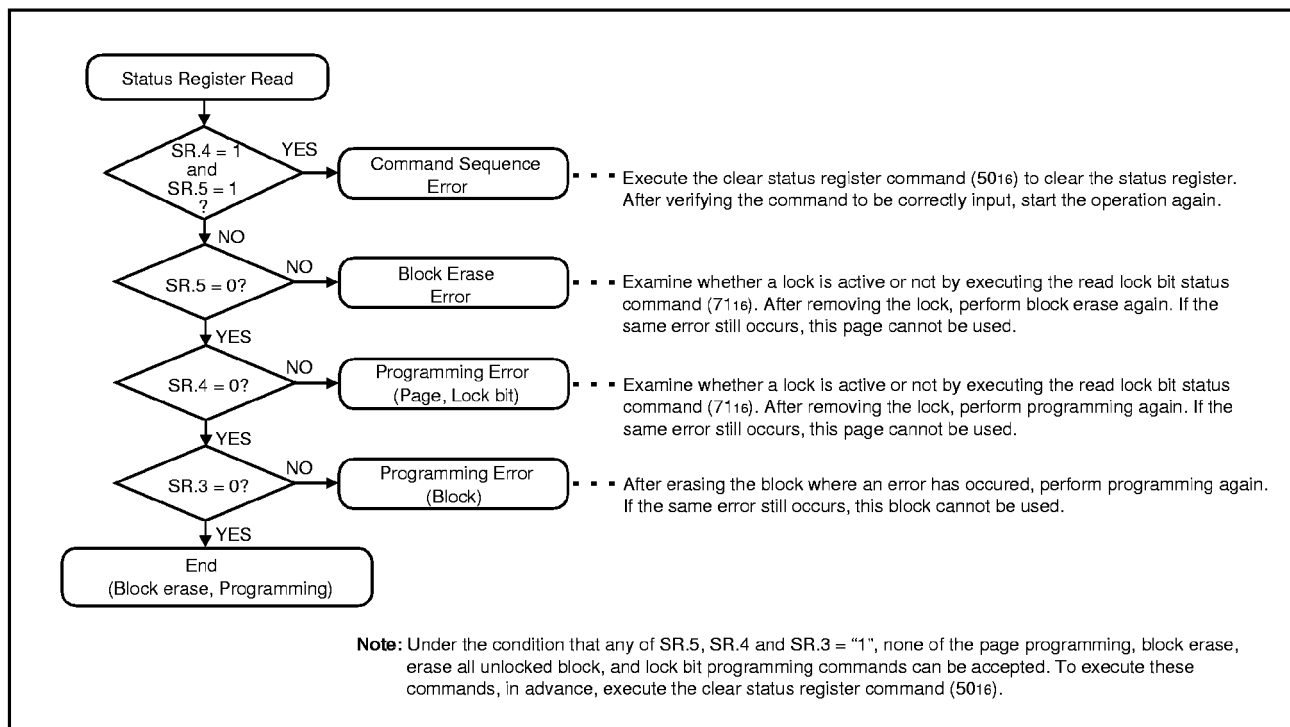 Status Register Read
SR.4 = 1
and
SR.5 = 1
?
YES
Command Sequence
Error
Execute the clear status register command (5016) to clear the status register.
After verifying the command to be correctly input, start the operation again.
NO
SR.5 = 0?
NO
Block Erase
Error
Examine whether a lock is active or not by executing the read lock bit status
command (7116). After removing the lock, perform block erase again. If the
same error still occurs, this page cannot be used.
YES
SR.4 = 0?
NO
Programming Error
(Page, Lock bit)
Examine whether a lock is active or not by executing the read lock bit status
command (7116). After removing the lock, perform programming again. If the
same error still occurs, this page cannot be used.
YES
SR.3 = 0?
NO
Programming Error
(Block)
After erasing the block where an error has occured, perform programming again.
If the same error still occurs, this block cannot be used.
YES
End
(Block erase, Programming)
Note: Under the condition that any of SR.5, SR.4 and SR.3 = “1”, none of the page programming, block erase,
erase all unlocked block, and lock bit programming commands can be accepted. To execute these
commands, in advance, execute the clear status register command (5016).